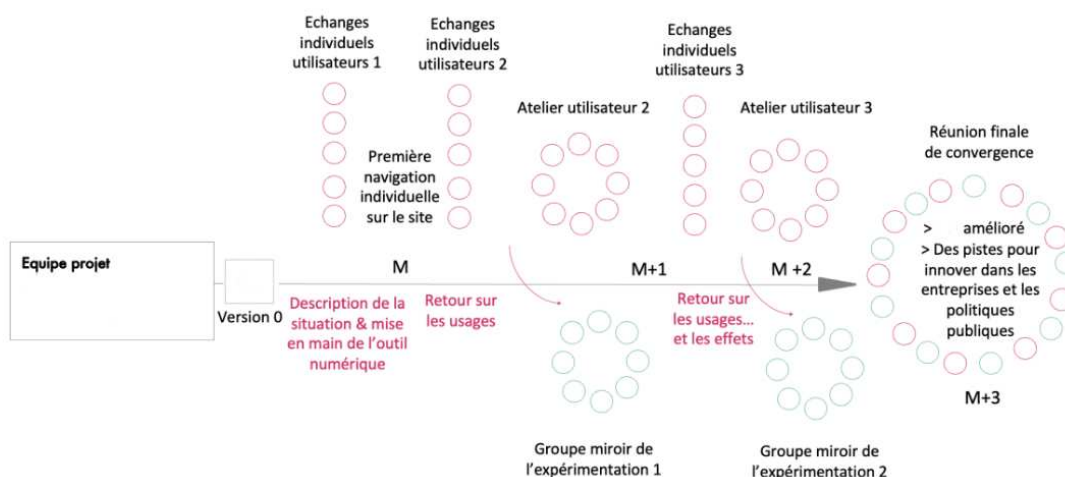 Echanges
individuels
utilisateurs 1
Echanges
individuels
utilisateurs 2
Echanges
individuels
utilisateurs 3
Atelier utilisateur 2
Atelier utilisateur 3
Réunion finale
de convergence
Première
navigation
individuelle
sur le site
> amélioré
> Des pistes pour
innover dans les
entreprises et les
politiques
publiques
Equipe projet
Version 0
M
M+1
M +2
M+3
Description de la
situation & mise
en main de l’outil
numérique
Retour sur
les usages
Retour sur
les usages...
et les effets
Groupe miroir de
l’expérimentation 1
Groupe miroir de
l’expérimentation 2